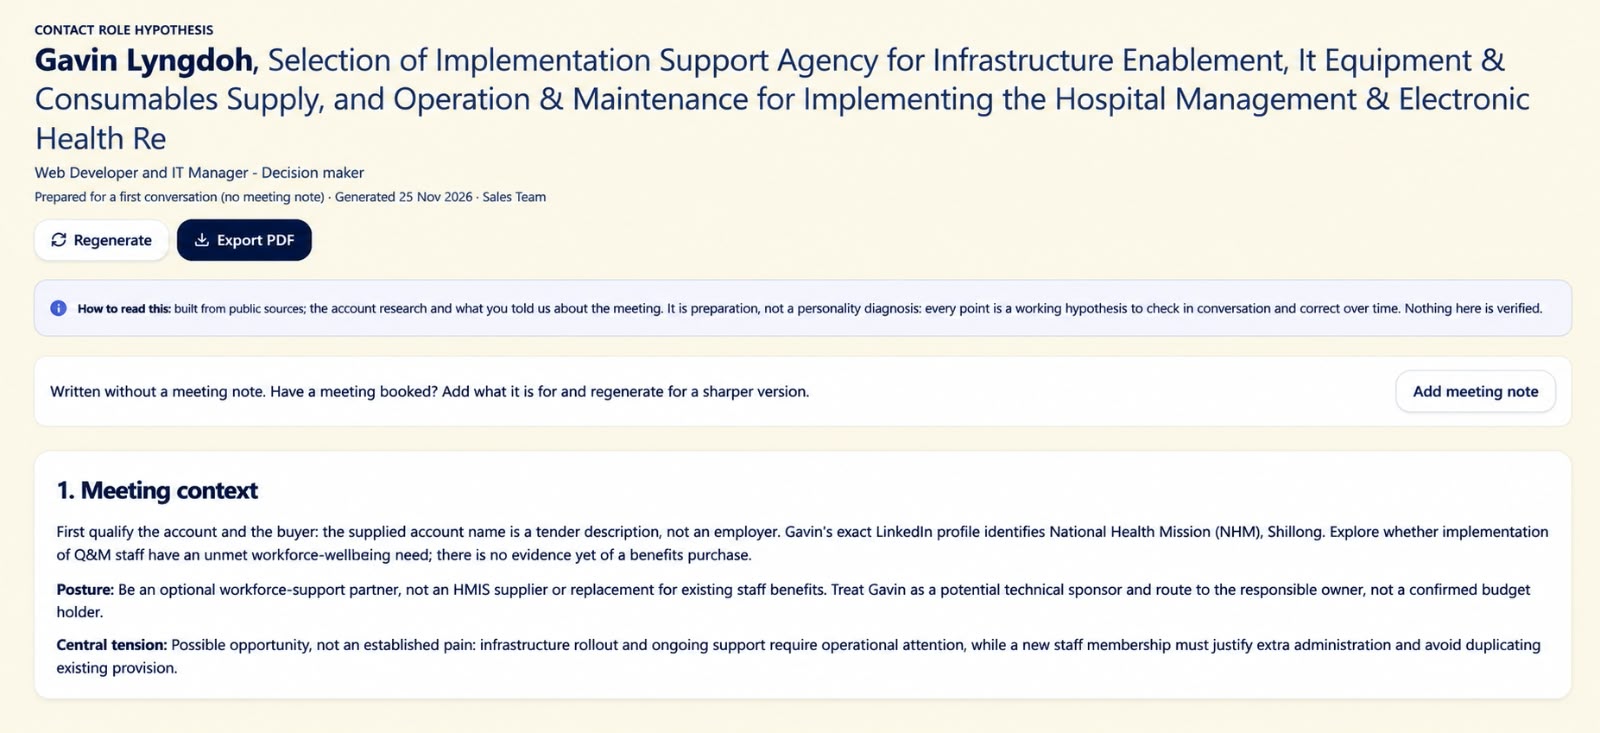 CONTACT ROLE HYPOTHESIS
Gavin Lyngdoh, Selection of Implementation Support Agency for Infrastructure Enablement, It Equipment &
Consumables Supply, and Operation & Maintenance for Implementing the Hospital Management & Electronic
Health Re
Web Developer and IT Manager - Decision maker
Prepared for a first conversation (no meeting note) · Generated 25 Nov 2026 · Sales Team
Regenerate
Export PDF
How to read this: built from public sources; the account research and what you told us about the meeting. It is preparation, not a personality diagnosis: every point is a working hypothesis to check in conversation and correct over time. Nothing here is verified.
Written without a meeting note. Have a meeting booked? Add what it is for and regenerate for a sharper version.
Add meeting note
1. Meeting context
First qualify the account and the buyer: the supplied account name is a tender description, not an employer. Gavin's exact LinkedIn profile identifies National Health Mission (NHM), Shillong. Explore whether implementation
of Q&M staff have an unmet workforce-wellbeing need; there is no evidence yet of a benefits purchase.
Posture: Be an optional workforce-support partner, not an HMIS supplier or replacement for existing staff benefits. Treat Gavin as a potential technical sponsor and route to the responsible owner, not a confirmed budget
holder.
Central tension: Possible opportunity, not an established pain: infrastructure rollout and ongoing support require operational attention, while a new staff membership must justify extra administration and avoid duplicating
existing provision.